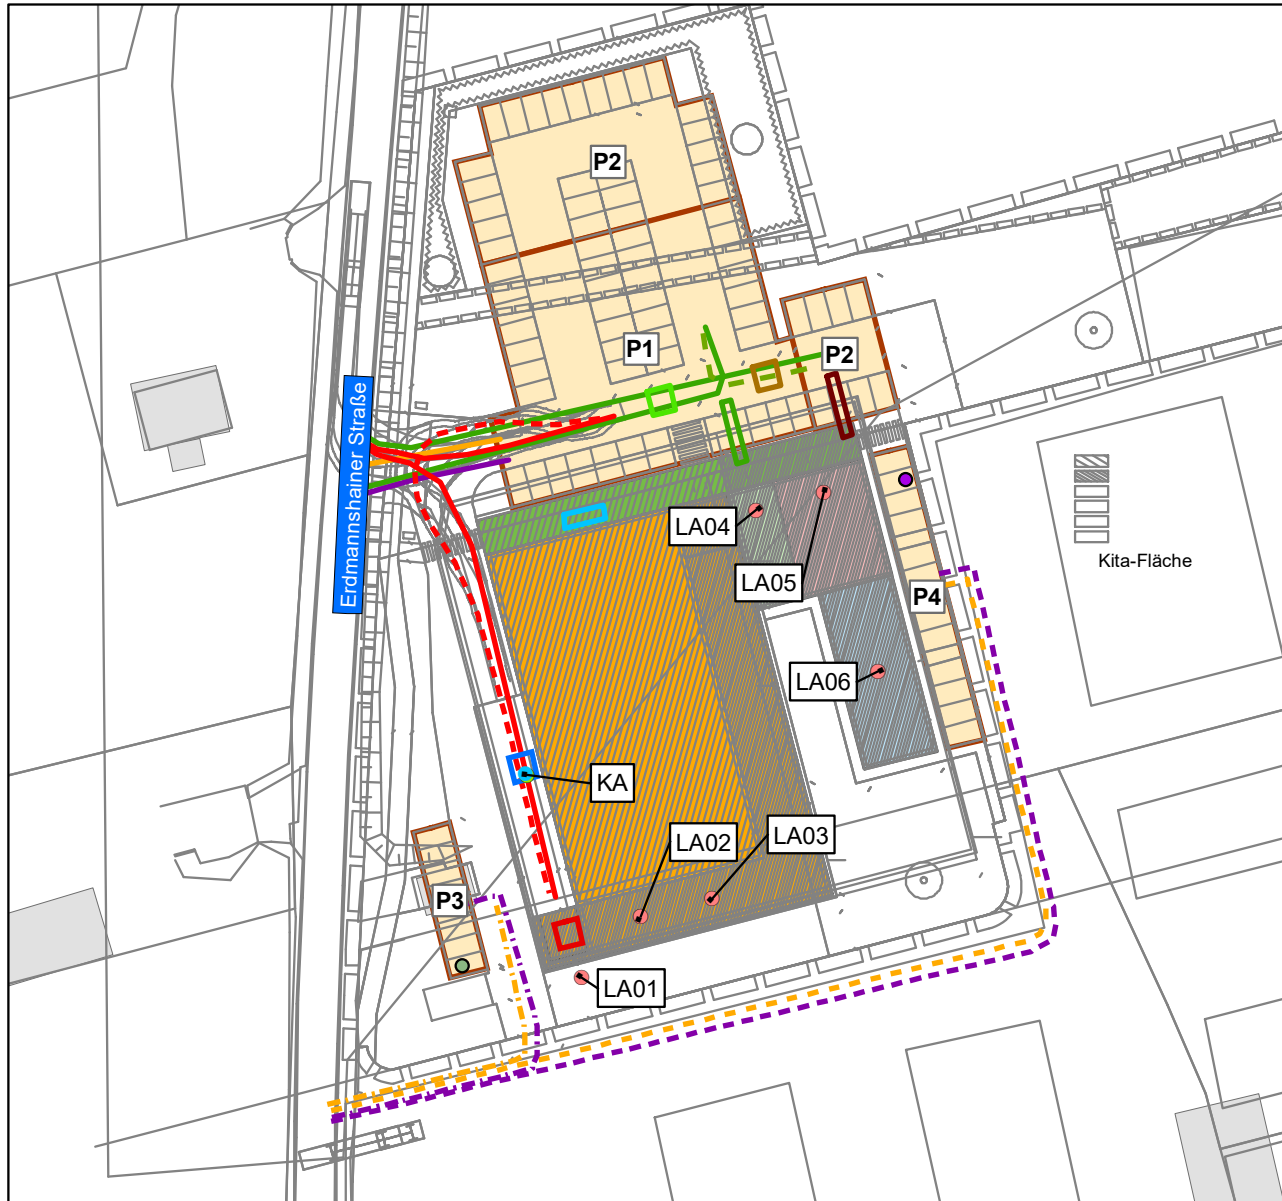 P2
P1
P2
Erdmannshainer Straße
LA04
LA05
Kita-Fläche
P4
LA06
KA
LA02
LA03
P3
LA01